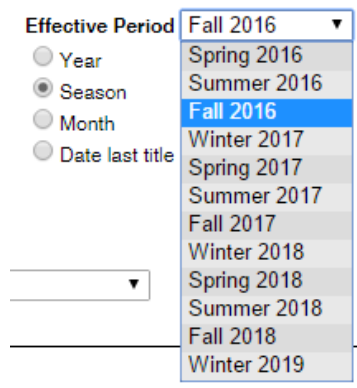 Effective Period Fall 2016
Year
Season
Month
Date last title
Spring 2016
Summer 2016
Fall 2016
Winter 2017
Spring 2017
Summer 2017
Fall 2017
Winter 2018
Spring 2018
Summer 2018
Fall 2018
Winter 2019